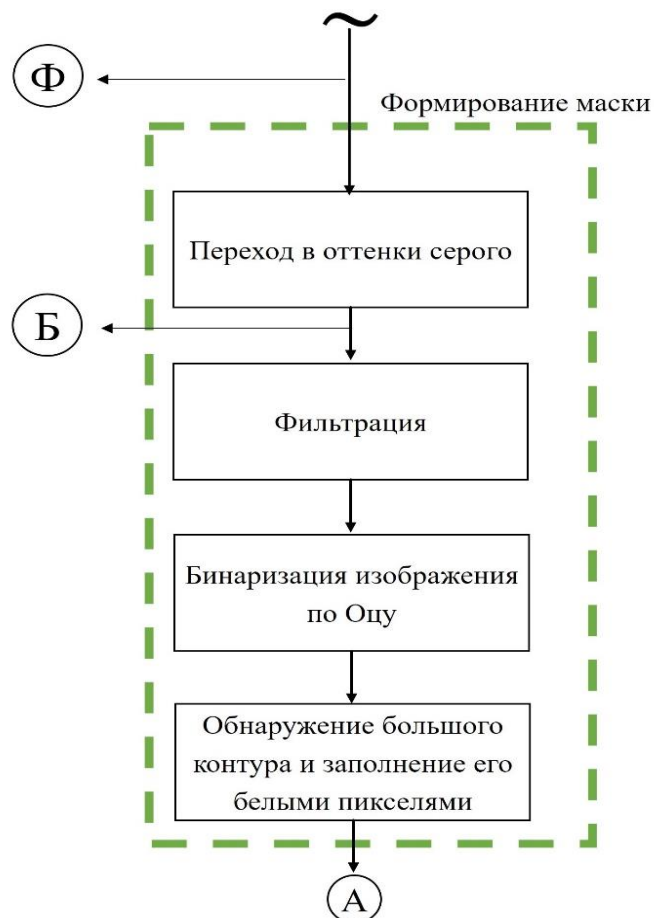 Ф
Формирование маски
Переход в оттенки серого
Б
Фильтрация
Бинаризация изображения
по Оцу
Обнаружение большого
контура и заполнение его
белыми пикселями
А